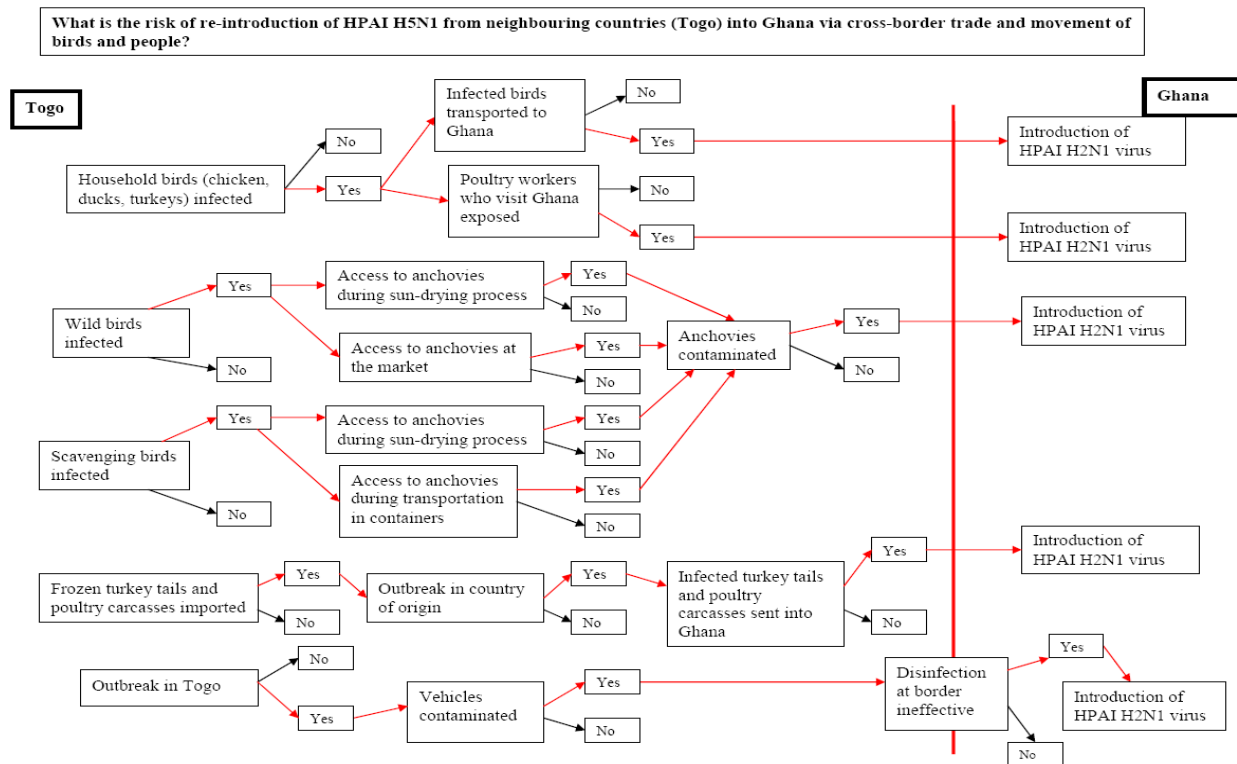 What is the risk of re-introduction of HPAI H5N1 from neighbouring countries (Togo) into Ghana via cross-border trade and movement of
birds and people?
Togo
Ghana
Household birds (chicken,
ducks, turkeys) infected
No
Yes
Infected birds
transported to
Ghana
No
Yes
Introduction of
HPAI H2N1 virus
Poultry workers
who visit Ghana
exposed
No
Yes
Introduction of
HPAI H2N1 virus
Wild birds
infected
Yes
No
Access to anchovies
during sun-drying process
Yes
No
Access to anchovies at
the market
Yes
No
Anchovies
contaminated
Yes
No
Introduction of
HPAI H2N1 virus
Scavenging birds
infected
Yes
No
Access to anchovies
during sun-drying process
Yes
No
Access to anchovies
during transportation
in containers
Yes
No
Frozen turkey tails and
poultry carcasses imported
Yes
No
Outbreak in country
of origin
Yes
No
Infected turkey tails
and poultry
carcasses sent into
Ghana
Yes
No
Introduction of
HPAI H2N1 virus
Outbreak in Togo
No
Yes
Vehicles
contaminated
Yes
No
Disinfection
at border
ineffective
Yes
No
Introduction of
HPAI H2N1 virus